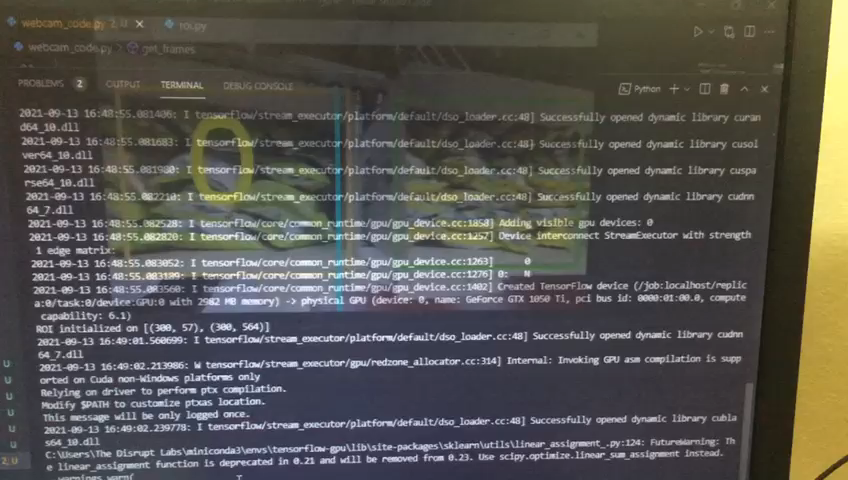 webcam_code.py 2, U
roi.py
webcam_code.py > get_frames
PROBLEMS 2 OUTPUT TERMINAL DEBUG CONSOLE
Python
2021-09-13 16:48:55.081406: I tensorflow/stream_executor/platform/default/dso_loader.cc:48] Successfully opened dynamic library curan
d64_10.dll
2021-09-13 16:48:55.081683: I tensorflow/stream_executor/platform/default/dso_loader.cc:48] Successfully opened dynamic library cusol
ver64_10.dll
2021-09-13 16:48:55.081980: I tensorflow/stream_executor/platform/default/dso_loader.cc:48] Successfully opened dynamic library cuspa
rse64_10.dll
2021-09-13 16:48:55.082210: I tensorflow/stream_executor/platform/default/dso_loader.cc:48] Successfully opened dynamic library cudnn
64_7.dll
2021-09-13 16:48:55.082528: I tensorflow/core/common_runtime/gpu/gpu_device.cc:1858] Adding visible gpu devices: 0
2021-09-13 16:48:55.082820: I tensorflow/core/common_runtime/gpu/gpu_device.cc:1257] Device interconnect StreamExecutor with strength
1 edge matrix:
2021-09-13 16:48:55.083052: I tensorflow/core/common_runtime/gpu/gpu_device.cc:1263] 0
2021-09-13 16:48:55.083189: I tensorflow/core/common_runtime/gpu/gpu_device.cc:1276] 0: N
2021-09-13 16:48:55.083560: I tensorflow/core/common_runtime/gpu/gpu_device.cc:1402] Created TensorFlow device (/job:localhost/replic
a:0/task:0/device:GPU:0 with 2982 MB memory) -> physical GPU (device: 0, name: GeForce GTX 1050 Ti, pci bus id: 0000:01:00.0, compute
capability: 6.1)
ROI initialized on [(300, 57), (300, 564)]
2021-09-13 16:49:01.560699: I tensorflow/stream_executor/platform/default/dso_loader.cc:48] Successfully opened dynamic library cudnn
64_7.dll
2021-09-13 16:49:02.213986: W tensorflow/stream_executor/gpu/redzone_allocator.cc:314] Internal: Invoking GPU asm compilation is supp
orted on Cuda non-Windows platforms only
Relying on driver to perform ptx compilation.
Modify $PATH to customize ptxas location.
This message will be only logged once.
2021-09-13 16:49:02.239778: I tensorflow/stream_executor/platform/default/dso_loader.cc:48] Successfully opened dynamic library cubla
s64_10.dll
C:\Users\The Disrupt Labs\miniconda3\envs\tensorflow-gpu\lib\site-packages\sklearn\utils\linear_assignment_.py:124: FutureWarning: Th
e linear_assignment function is deprecated in 0.21 and will be removed from 0.23. Use scipy.optimize.linear_sum_assignment instead.
warnings.warn(
U
U
U
U
2, U